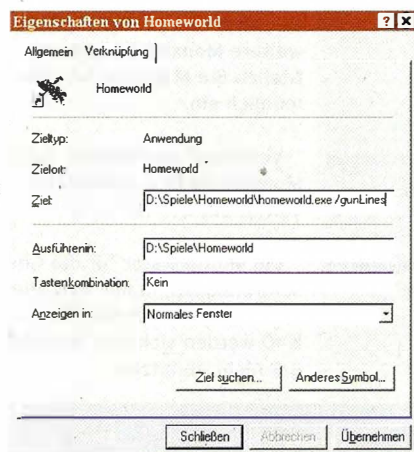 Eigenschaften von Homeworld
Allgemein Verknüpfung
Homeworld
Zieltyp: Anwendung
Zielort: Homeworld
Ziel: D:\Spiele\Homeworld\homeworld.exe /gunLines
Ausführen in: D:\Spiele\Homeworld
Tastenkombination: Kein
Anzeigen in: Normales Fenster
Ziel suchen... Anderes Symbol...
Schließen Abbrechen Übernehmen